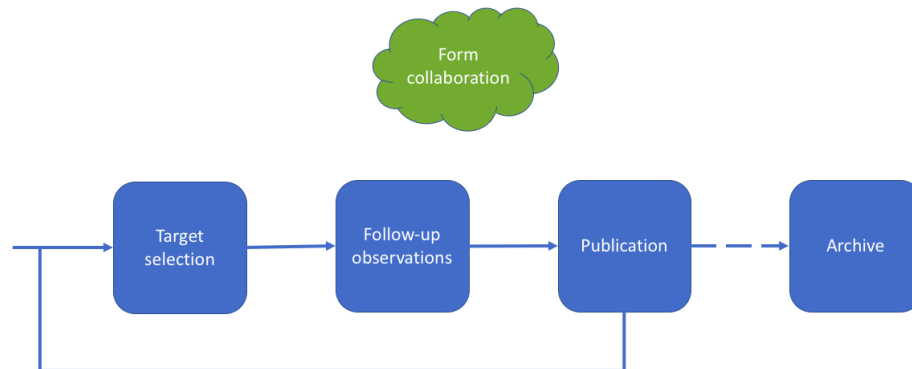 Form
collaboration
Target
selection
Follow-up
observations
Publication
Archive